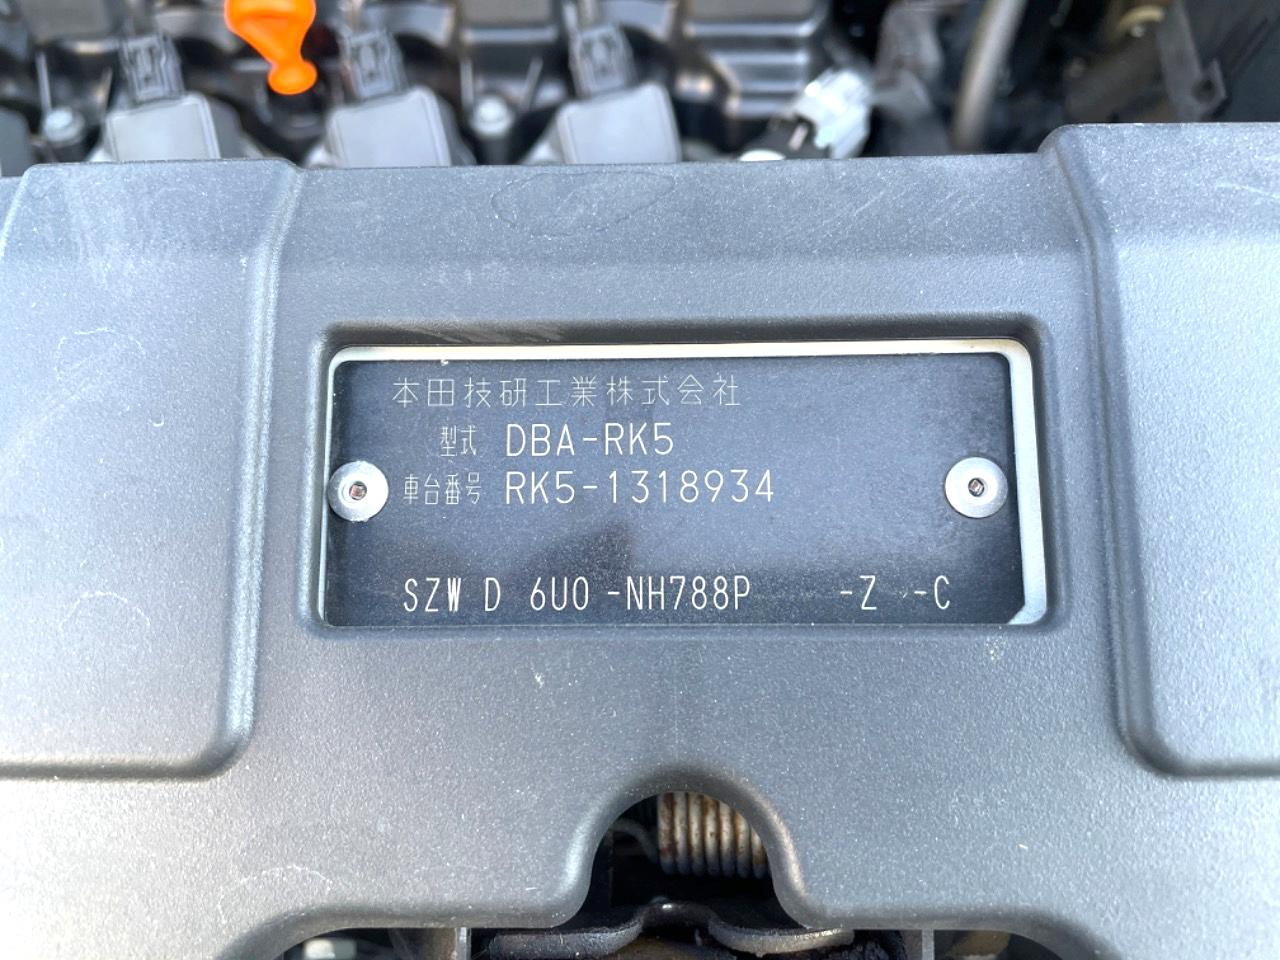 本田技研工業株式会社
型式 DBA-RK5
車台番号 RK5-1318934
SZW D 6U0 -NH788P -Z -C